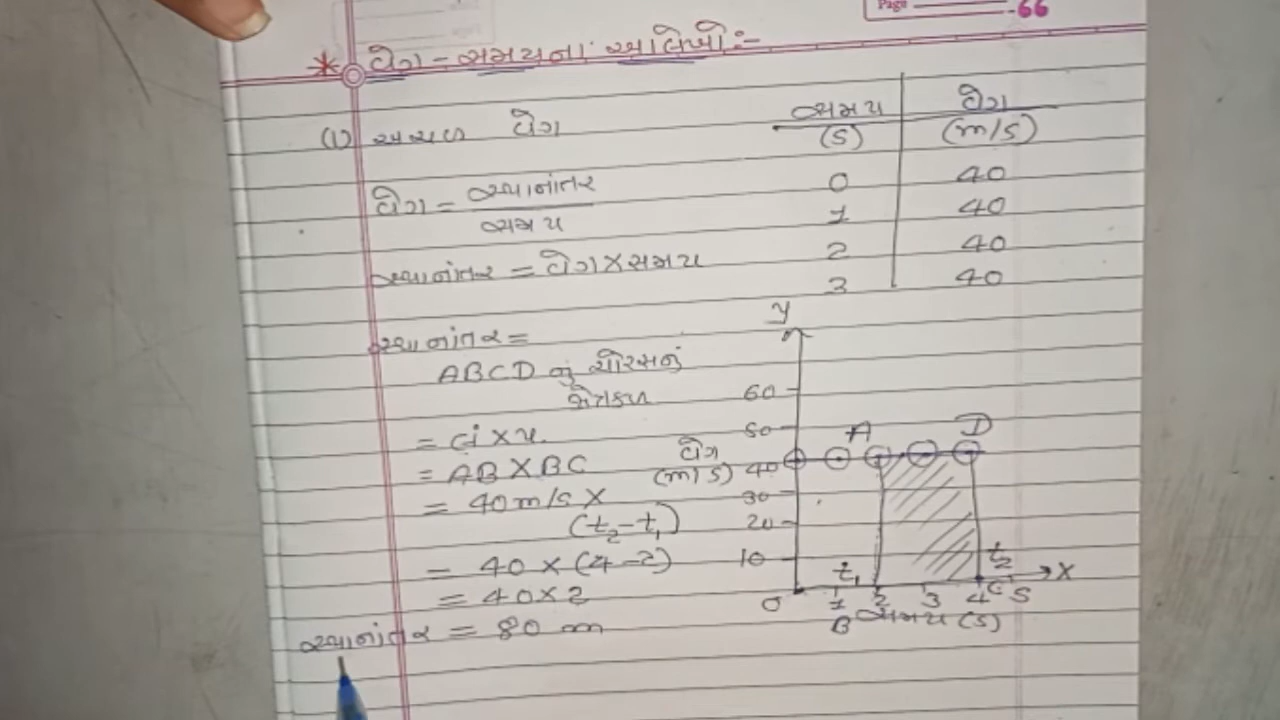 Page 66
* વેગ - સમયના આલેખો :-
(1) અચળ વેગ
વેગ = સ્થાનાંતર
સમય
સ્થાનાંતર = વેગ X સમય
સમય વેગ
(s) (m/s)
0 40
1 40
2 40
3 40
સ્થાનાંતર =
ABCD નું ચોરસનું
ક્ષેત્રફળ
= લં X પ.
= AB X BC
= 40 m/s X
(t₂-t₁)
= 40 X (4-2)
= 40 X 2
સ્થાનાંતર = 80 m
y
60
50
A D
વેગ
(m/s) 40
30
20
10
t₁ t₂
O 1 2 3 4 C 5 X
B સમય (s)